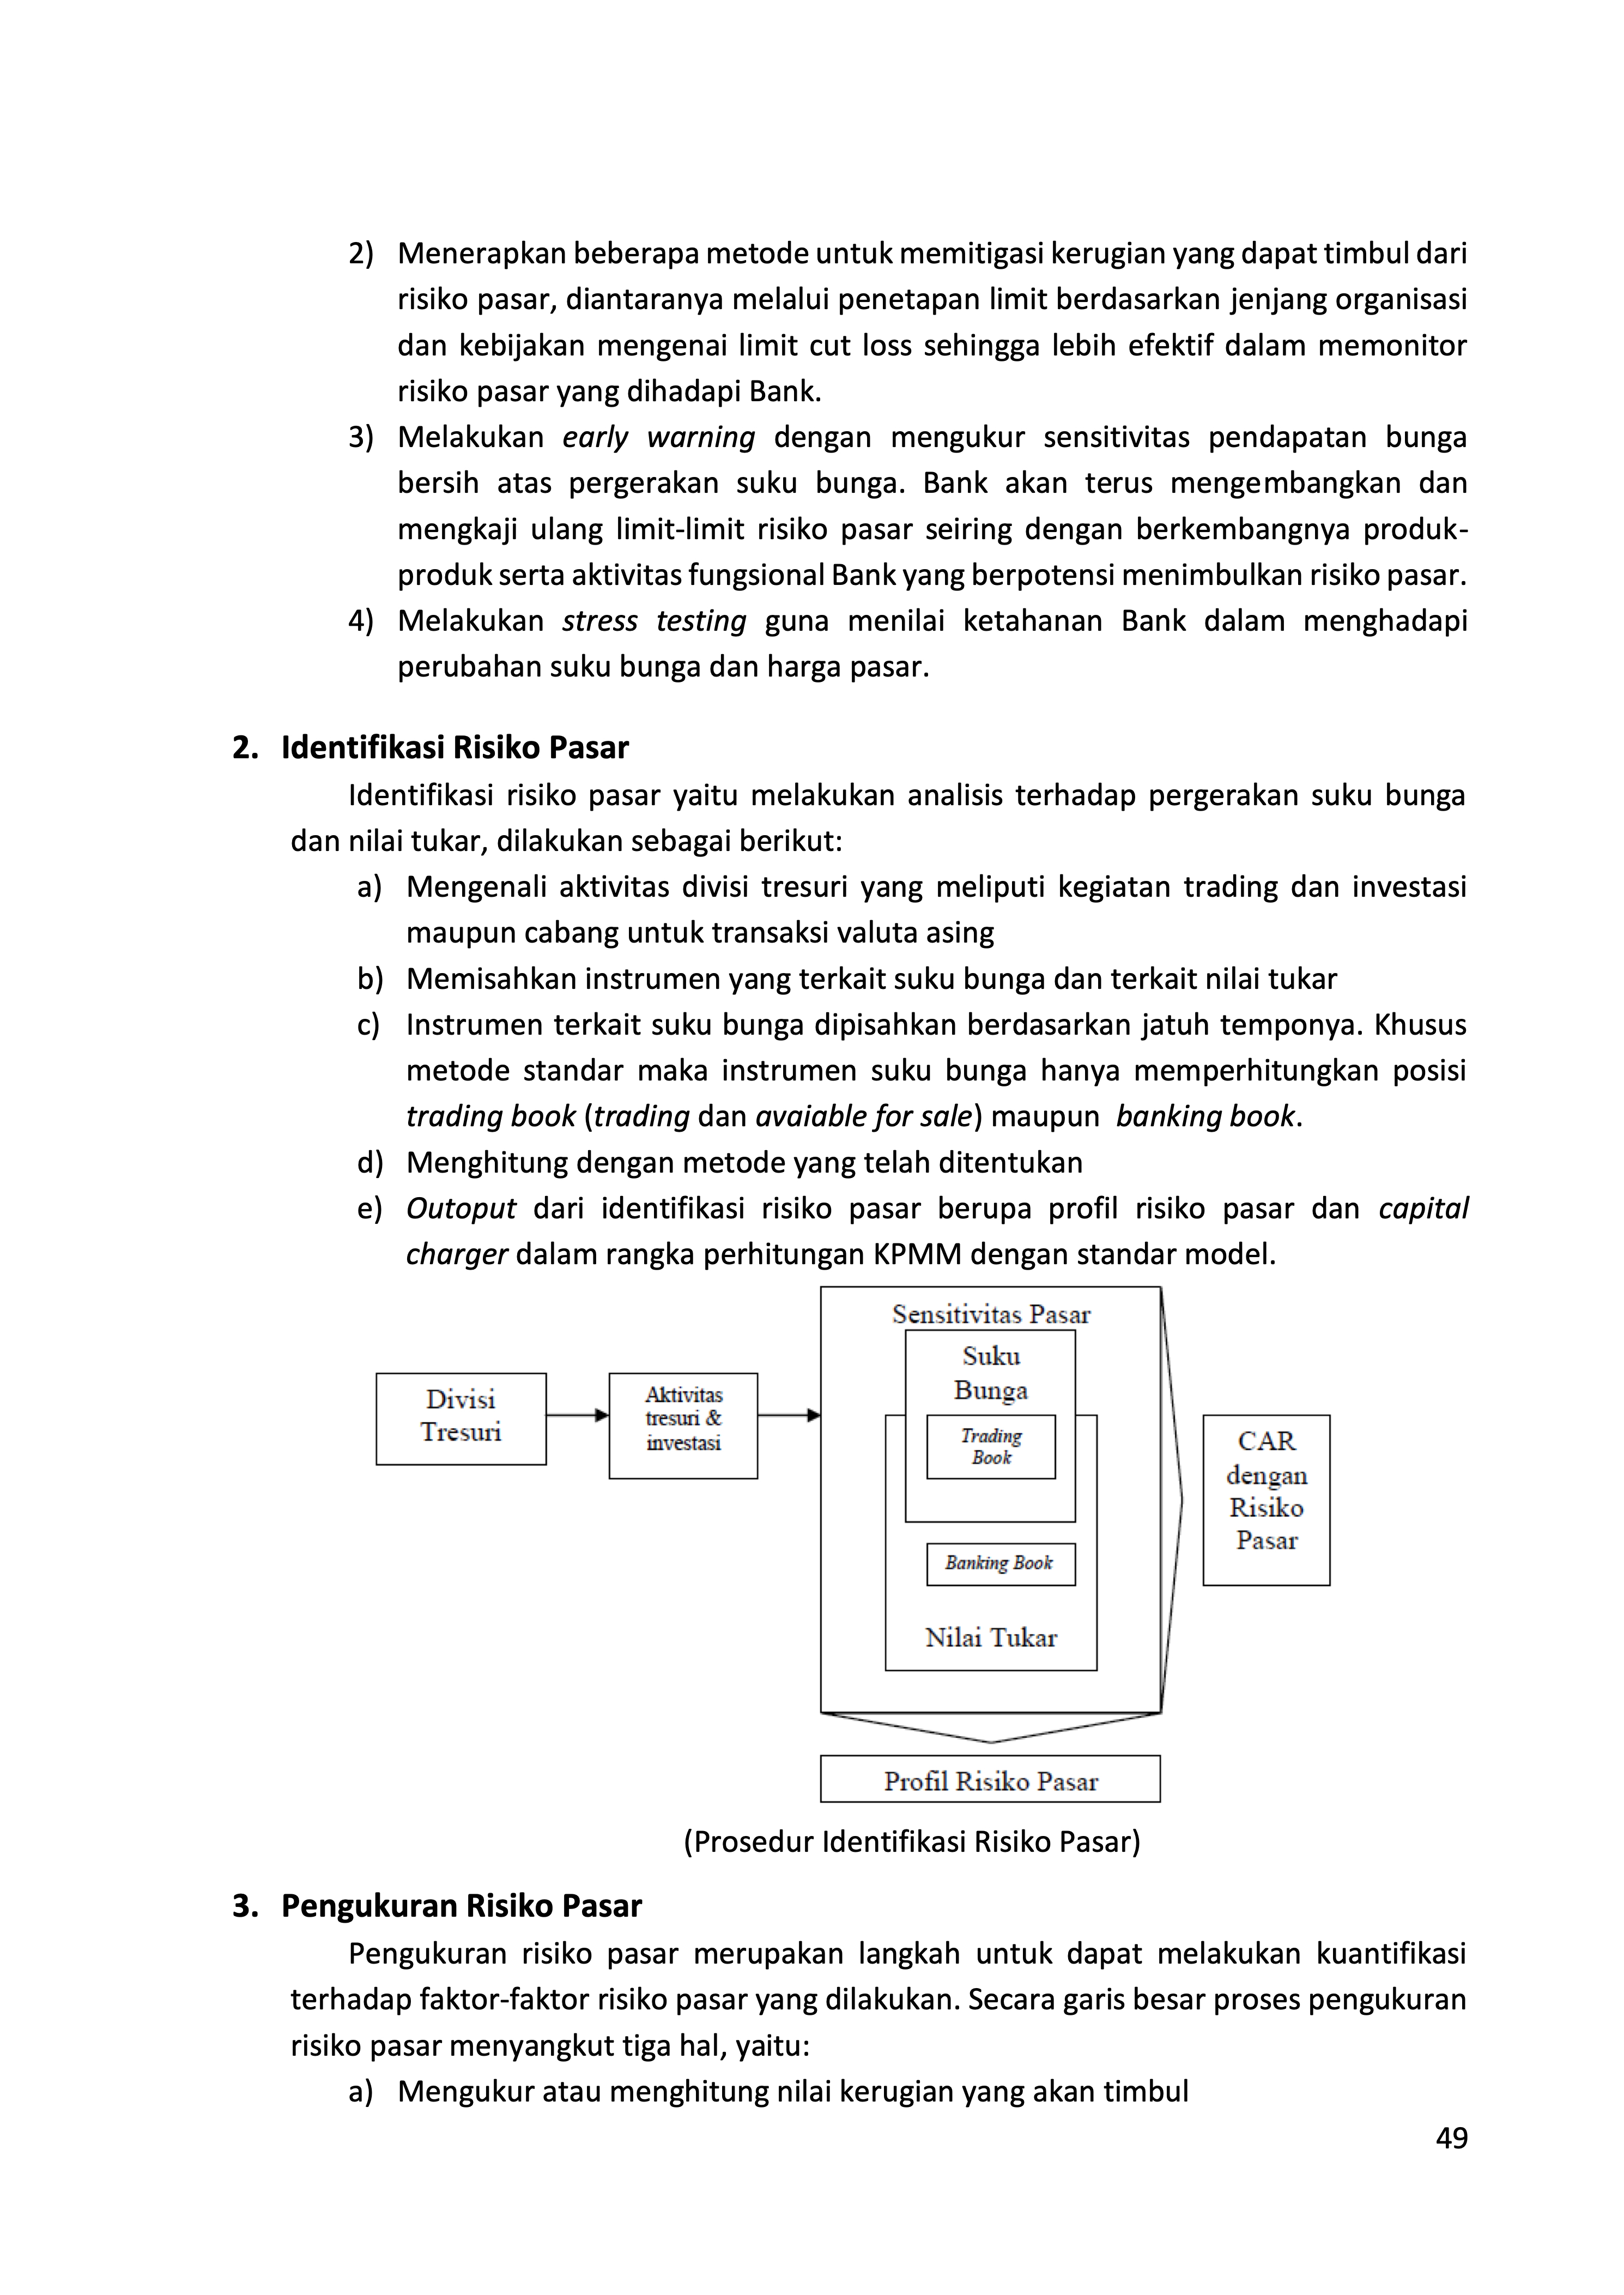 2) Menerapkan beberapa metode untuk memitigasi kerugian yang dapat timbul dari
risiko pasar, diantaranya melalui penetapan limit berdasarkan jenjang organisasi
dan kebijakan mengenai limit cut loss sehingga lebih efektif dalam memonitor
risiko pasar yang dihadapi Bank.
3) Melakukan early warning dengan mengukur sensitivitas pendapatan bunga
bersih atas pergerakan suku bunga. Bank akan terus mengembangkan dan
mengkaji ulang limit-limit risiko pasar seiring dengan berkembangnya produk-
produk serta aktivitas fungsional Bank yang berpotensi menimbulkan risiko pasar.
4) Melakukan stress testing guna menilai ketahanan Bank dalam menghadapi
perubahan suku bunga dan harga pasar.
2. Identifikasi Risiko Pasar
Identifikasi risiko pasar yaitu melakukan analisis terhadap pergerakan suku bunga
dan nilai tukar, dilakukan sebagai berikut:
a) Mengenali aktivitas divisi tresuri yang meliputi kegiatan trading dan investasi
maupun cabang untuk transaksi valuta asing
b) Memisahkan instrumen yang terkait suku bunga dan terkait nilai tukar
c) Instrumen terkait suku bunga dipisahkan berdasarkan jatuh temponya. Khusus
metode standar maka instrumen suku bunga hanya memperhitungkan posisi
trading book (trading dan avaiable for sale) maupun banking book.
d) Menghitung dengan metode yang telah ditentukan
e) Outoput dari identifikasi risiko pasar berupa profil risiko pasar dan capital
charger dalam rangka perhitungan KPMM dengan standar model.
Divisi
Tresuri
Aktivitas
tresuri &
investasi
Sensitivitas Pasar
Suku
Bunga
Trading
Book
Banking Book
Nilai Tukar
CAR
dengan
Risiko
Pasar
Profil Risiko Pasar
(Prosedur Identifikasi Risiko Pasar)
3. Pengukuran Risiko Pasar
Pengukuran risiko pasar merupakan langkah untuk dapat melakukan kuantifikasi
terhadap faktor-faktor risiko pasar yang dilakukan. Secara garis besar proses pengukuran
risiko pasar menyangkut tiga hal, yaitu:
a) Mengukur atau menghitung nilai kerugian yang akan timbul
49